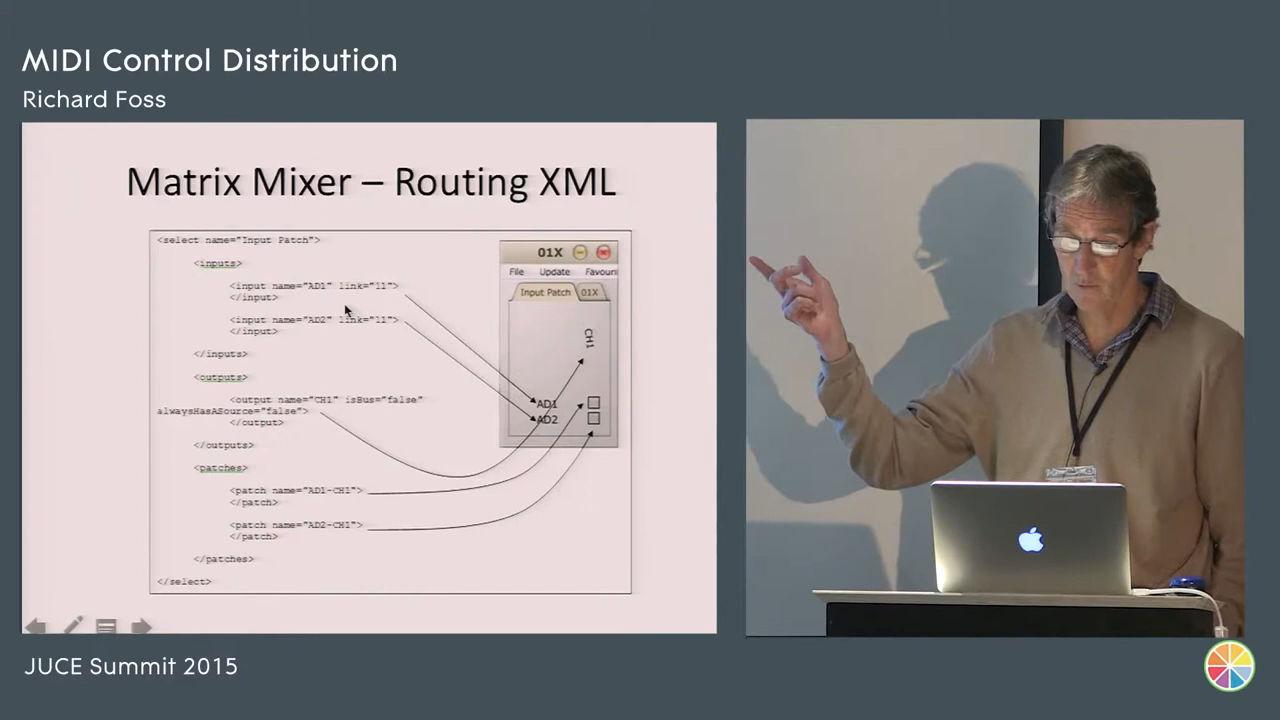 MIDI Control Distribution
Richard Foss
Matrix Mixer – Routing XML
<select name="Input Patch">
<inputs>
<input name="AD1" link="l1">
</input>
<input name="AD2" link="l1">
</input>
</inputs>
<outputs>
<output name="CH1" isBus="false"
alwaysHasASource="false">
</output>
</outputs>
<patches>
<patch name="AD1-CH1">
</patch>
<patch name="AD2-CH1">
</patch>
</patches>
</select>
01X
File Update Favouri
Input Patch 01X
CH1
AD1
AD2
JUCE Summit 2015